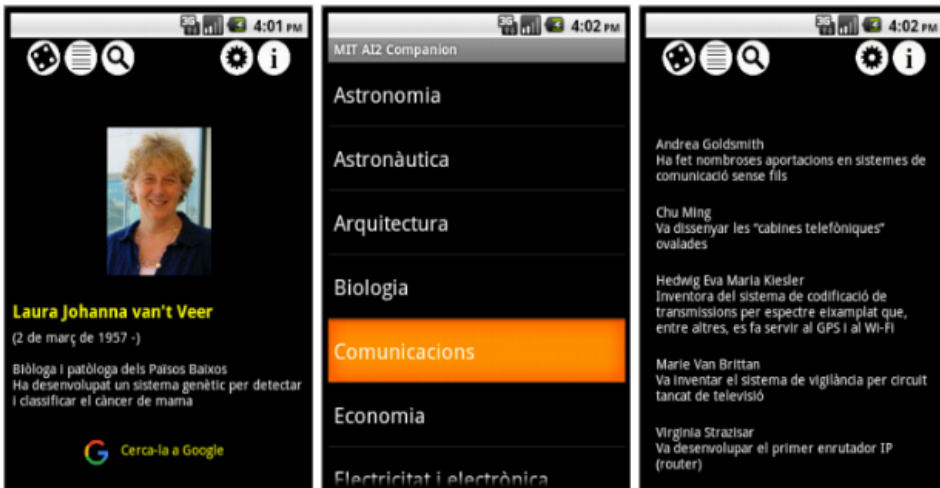 3G
4:01 PM
Laura Johanna van't Veer
(2 de març de 1957 -)
Biòloga i patòloga dels Països Baixos
Ha desenvolupat un sistema genètic per detectar
i classificar el càncer de mama
G Cerca-la a Google
3G
4:02 PM
MIT AI2 Companion
Astronomia
Astronàutica
Arquitectura
Biologia
Comunicacions
Economia
Electricitat i electrònica
3G
4:02 PM
Andrea Goldsmith
Ha fet nombroses aportacions en sistemes de
comunicació sense fils
Chu Ming
Va dissenyar les "cabines telefòniques"
ovalades
Hedwig Eva Maria Kiesler
Inventora del sistema de codificació de
transmissions per espectre eixamplat que,
entre altres, es fa servir al GPS i al Wi-Fi
Marie Van Brittan
Va inventar el sistema de vigilància per circuit
tancat de televisió
Virginia Strazisar
Va desenvolupar el primer enrutador IP
(router)